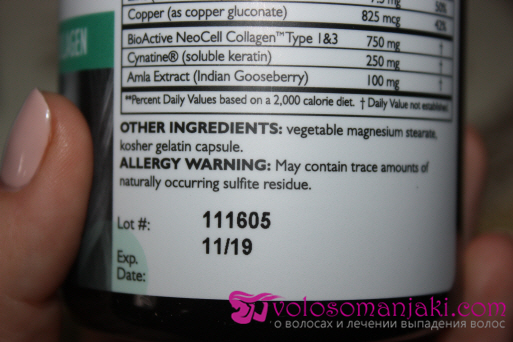 COLLAGEN
Copper (as copper gluconate) 825 mcg 42%
BioActive NeoCell Collagen™ Type 1&3 750 mg †
Cynatine® (soluble keratin) 250 mg †
Amla Extract (Indian Gooseberry) 100 mg †
**Percent Daily Values based on a 2,000 calorie diet. † Daily Value not established
OTHER INGREDIENTS: vegetable magnesium stearate,
kosher gelatin capsule.
ALLERGY WARNING: May contain trace amounts of
naturally occurring sulfite residue.
Lot #: 111605
11/19
Exp.
Date:
volosomanjaki.com
о волосах и лечении выпадения волос